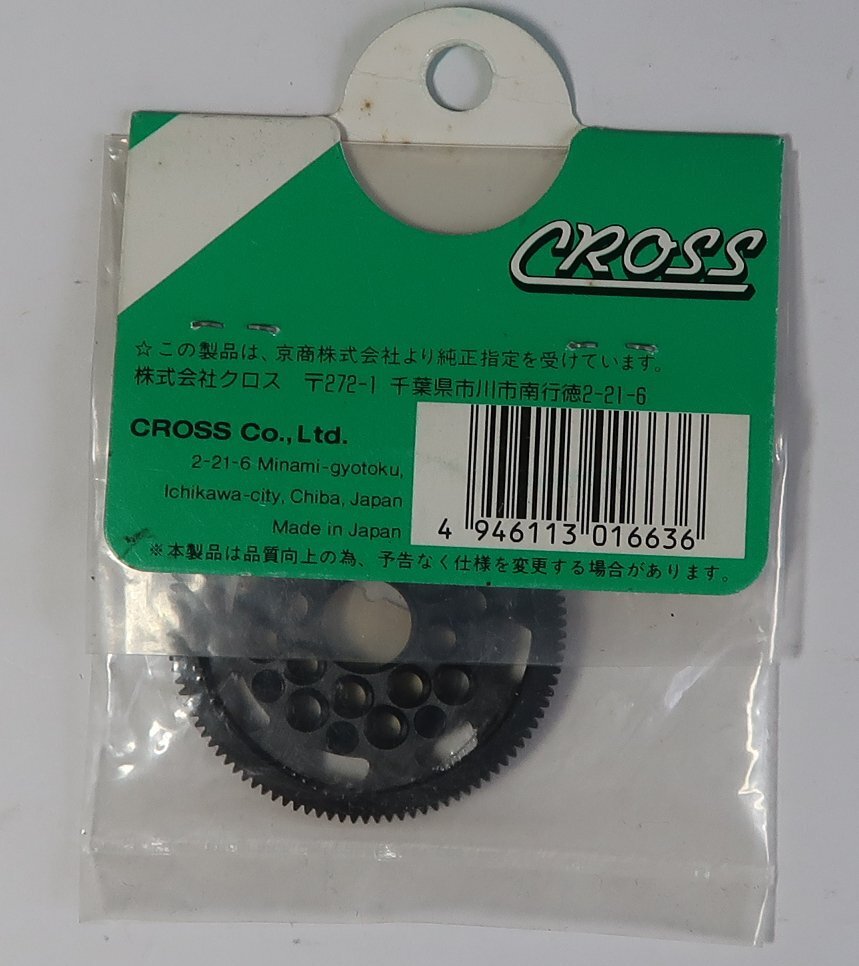 CROSS
☆この製品は、京商株式会社より純正指定を受けています。
株式会社クロス 〒272-1 千葉県市川市南行徳2-21-6
CROSS Co., Ltd.
2-21-6 Minami-gyotoku,
Ichikawa-city, Chiba, Japan
Made in Japan
4 946113 016636
※本製品は品質向上の為、予告なく仕様を変更する場合があります。